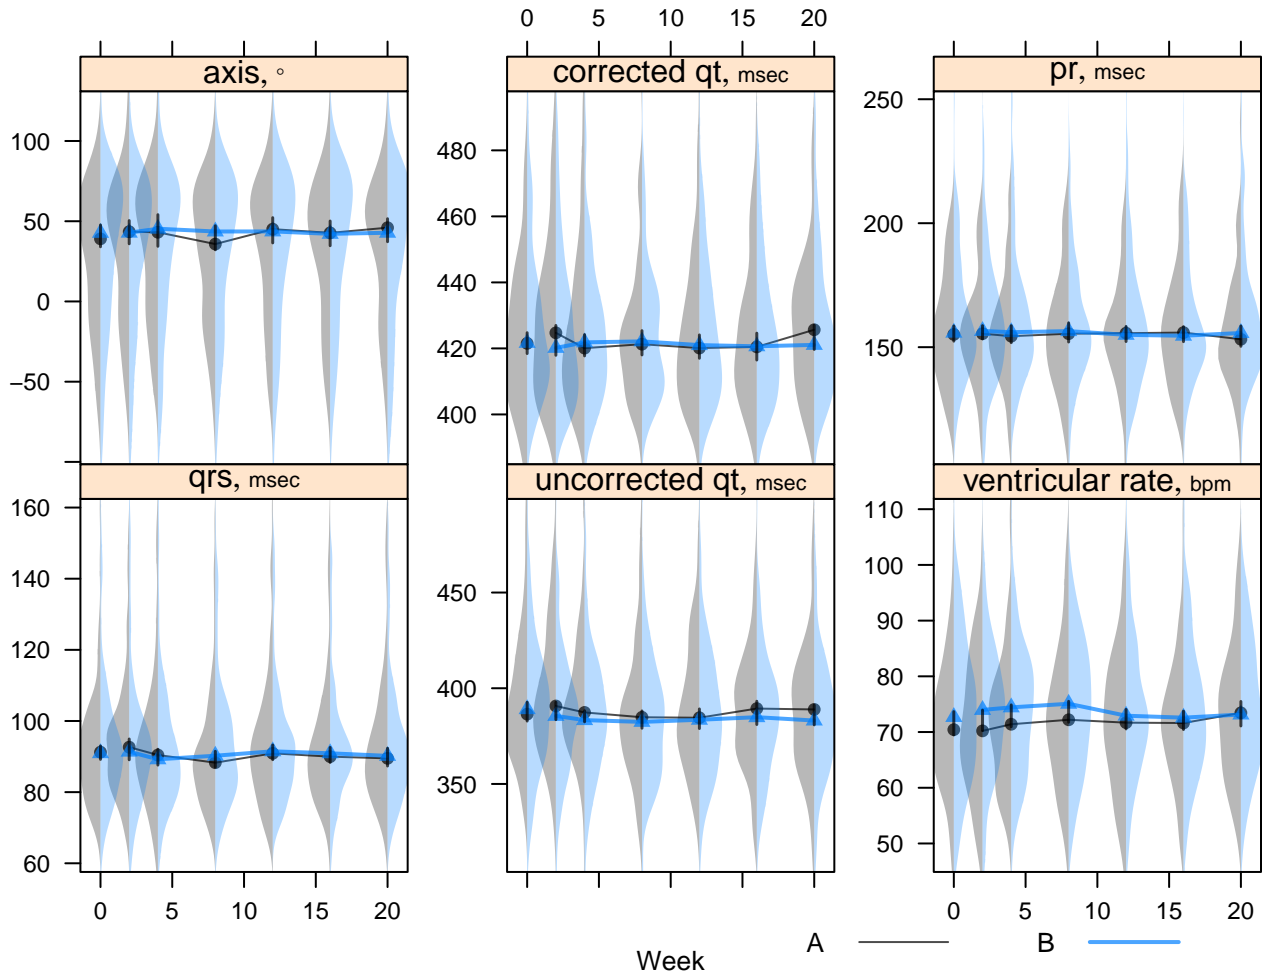 0 5 10 15 20
axis, °
corrected qt, msec
pr, msec
100
50
0
−50
480
460
440
420
400
250
200
150
qrs, msec
uncorrected qt, msec
ventricular rate, bpm
160
140
120
100
80
60
450
400
350
110
100
90
80
70
60
50
0 5 10 15 20
0 5 10 15 20
A
B
Week